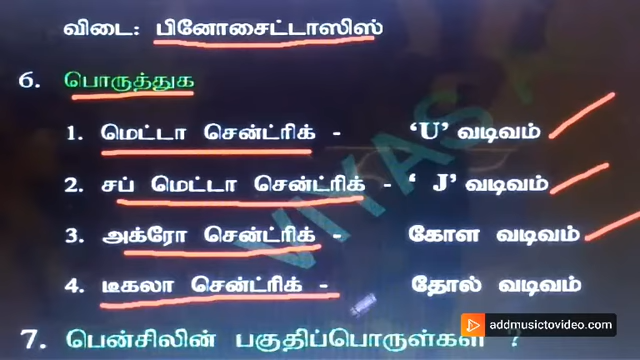 விடை: பினோசைட்டாஸிஸ்
6. பொருத்துக
1. மெட்டா சென்ட்ரிக் - ‘U’ வடிவம்
2. சப் மெட்டா சென்ட்ரிக் - ‘ J’ வடிவம்
3. அக்ரோ சென்ட்ரிக் - கோள வடிவம்
4. டீகலா சென்ட்ரிக் - தோல் வடிவம்
7. பென்சிலின் பகுதிப்பொருள்கள் ?
VIYAS
addmusictovideo.com